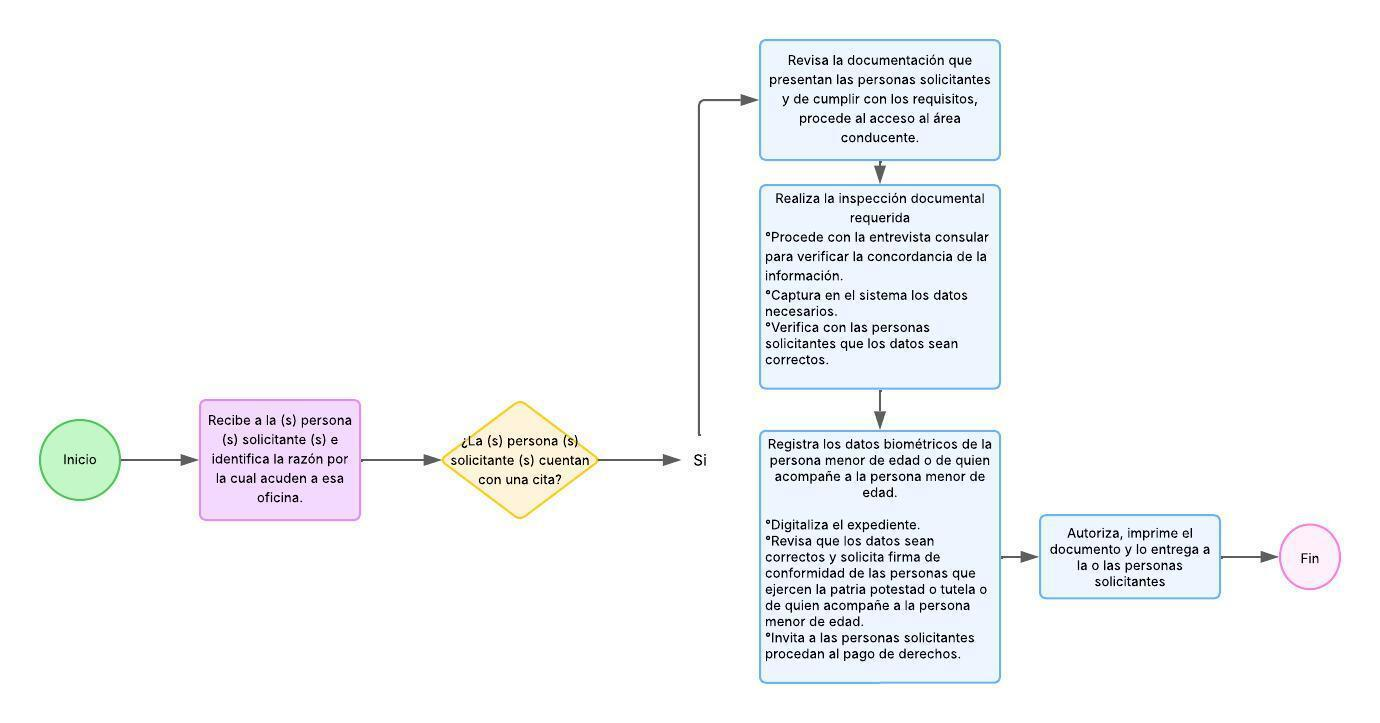 Inicio
Recibe a la (s) persona
(s) solicitante (s) e
identifica la razón por
la cual acuden a esa
oficina.
¿La (s) persona (s)
solicitante (s) cuentan
con una cita?
Si
Revisa la documentación que
presentan las personas solicitantes
y de cumplir con los requisitos,
procede al acceso al área
conducente.
Realiza la inspección documental
requerida
°Procede con la entrevista consular
para verificar la concordancia de la
información.
°Captura en el sistema los datos
necesarios.
°Verifica con las personas
solicitantes que los datos sean
correctos.
Registra los datos biométricos de la
persona menor de edad o de quien
acompañe a la persona menor de
edad.
°Digitaliza el expediente.
°Revisa que los datos sean
correctos y solicita firma de
conformidad de las personas que
ejercen la patria potestad o tutela o
de quien acompañe a la persona
menor de edad.
°Invita a las personas solicitantes
procedan al pago de derechos.
Autoriza, imprime el
documento y lo entrega a
la o las personas
solicitantes
Fin